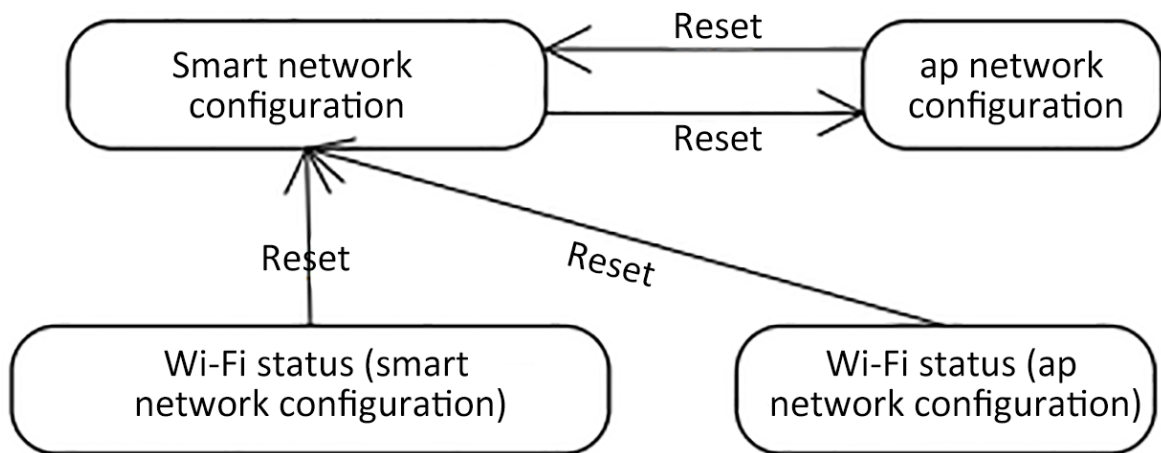 Reset
Smart network
configuration
ap network
configuration
Reset
Reset
Reset
Wi-Fi status (smart
network configuration)
Wi-Fi status (ap
network configuration)